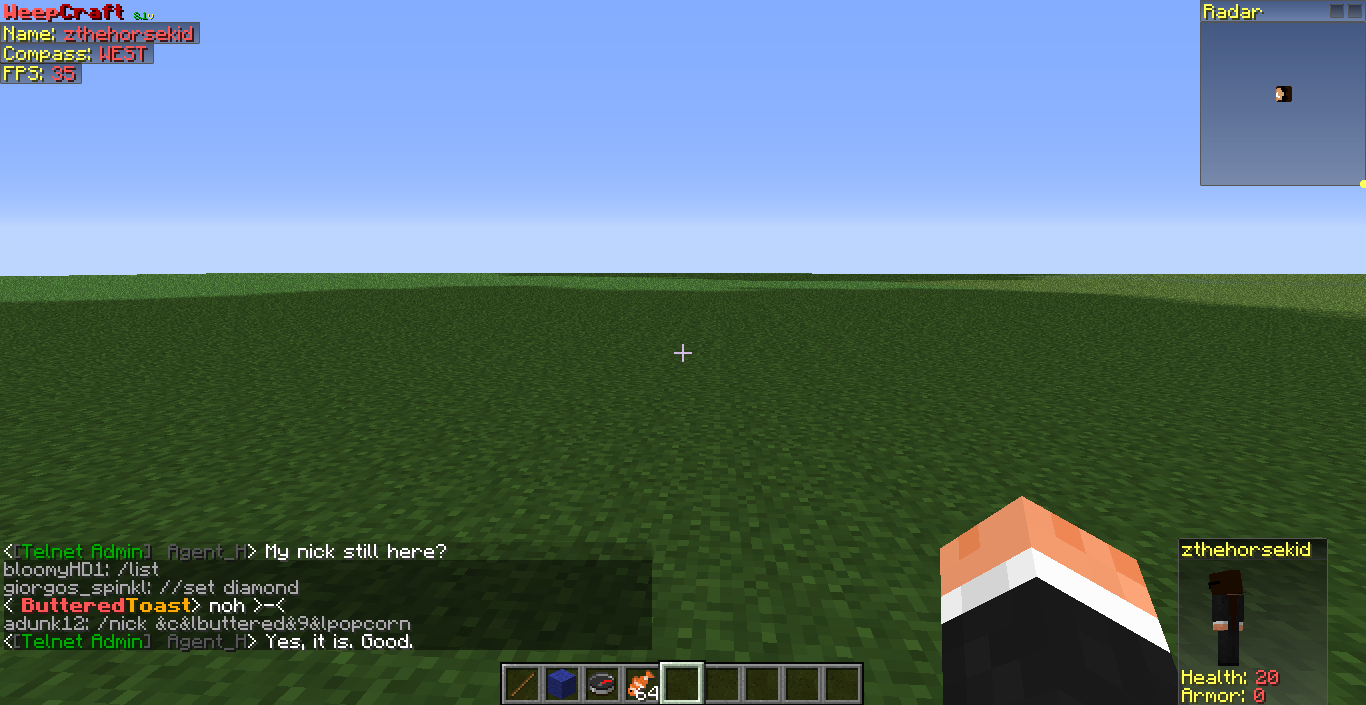 WeepCraft 8.1v
Name: zthehorsekid
Compass: WEST
FPS: 35
Radar
<[Telnet Admin] Agent_H> My nick still here?
bloomyHD1: /list
giorgos_spinkl: //set diamond
< ButteredToast> noh >-<
adunk12: /nick &c&lbuttered&9&lpopcorn
<[Telnet Admin] Agent_H> Yes, it is. Good.
64
zthehorsekid
Health: 20
Armor: 0